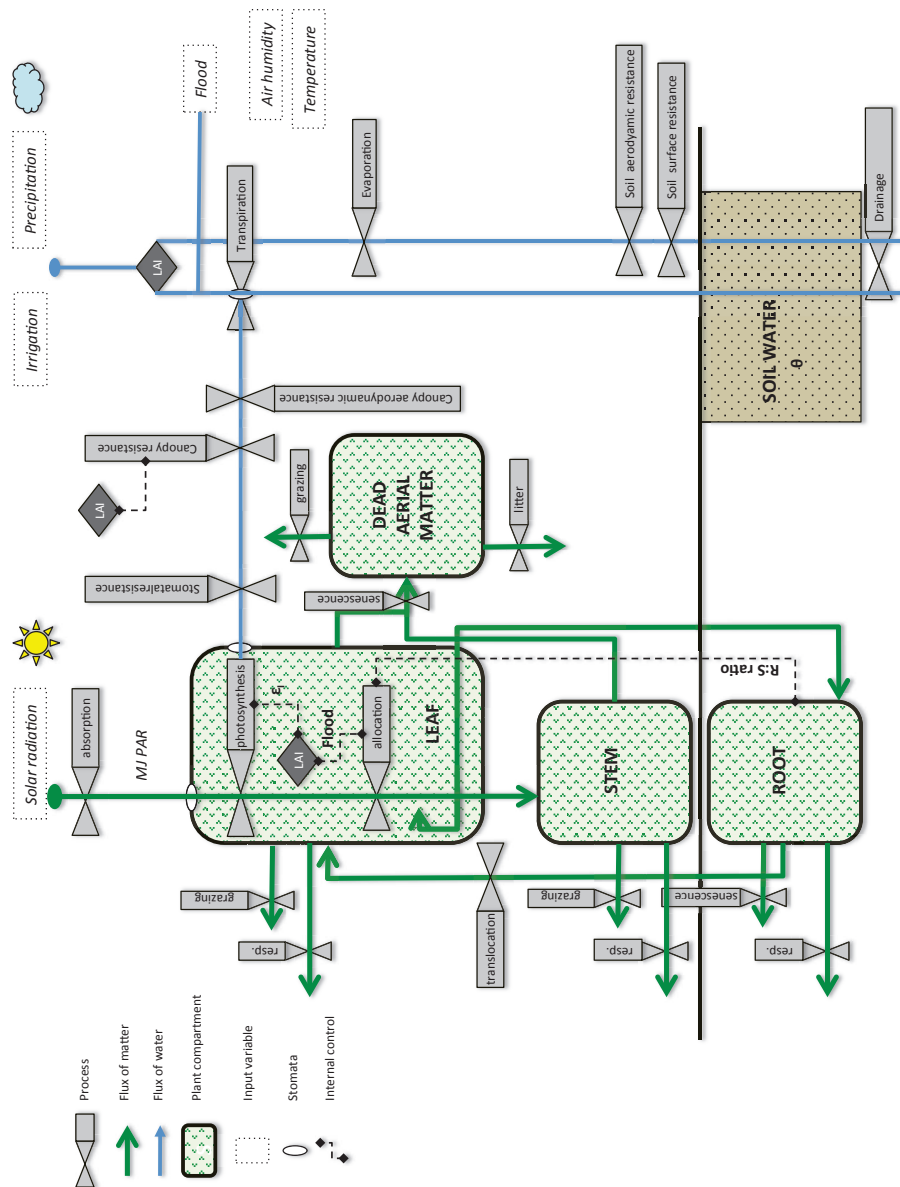 Solar radiation
Irrigation
Precipitation
absorption
MJ PAR
LAI
Flood
Air humidity
Temperature
Transpiration
Evaporation
Soil aerodyamic resistance
Soil surface resistance
Drainage
SOIL WATER
θ
Canopy aerodynamic resistance
Canopy resistance
LAI
Stomatalresistance
photosynthesis
εj
LAI
Flood
allocation
LEAF
grazing
resp.
translocation
senescence
DEAD
AERIAL
MATTER
grazing
litter
STEM
grazing
resp.
R:S ratio
ROOT
senescence
resp.
Process
Flux of matter
Flux of water
Plant compartment
Input variable
Stomata
Internal control